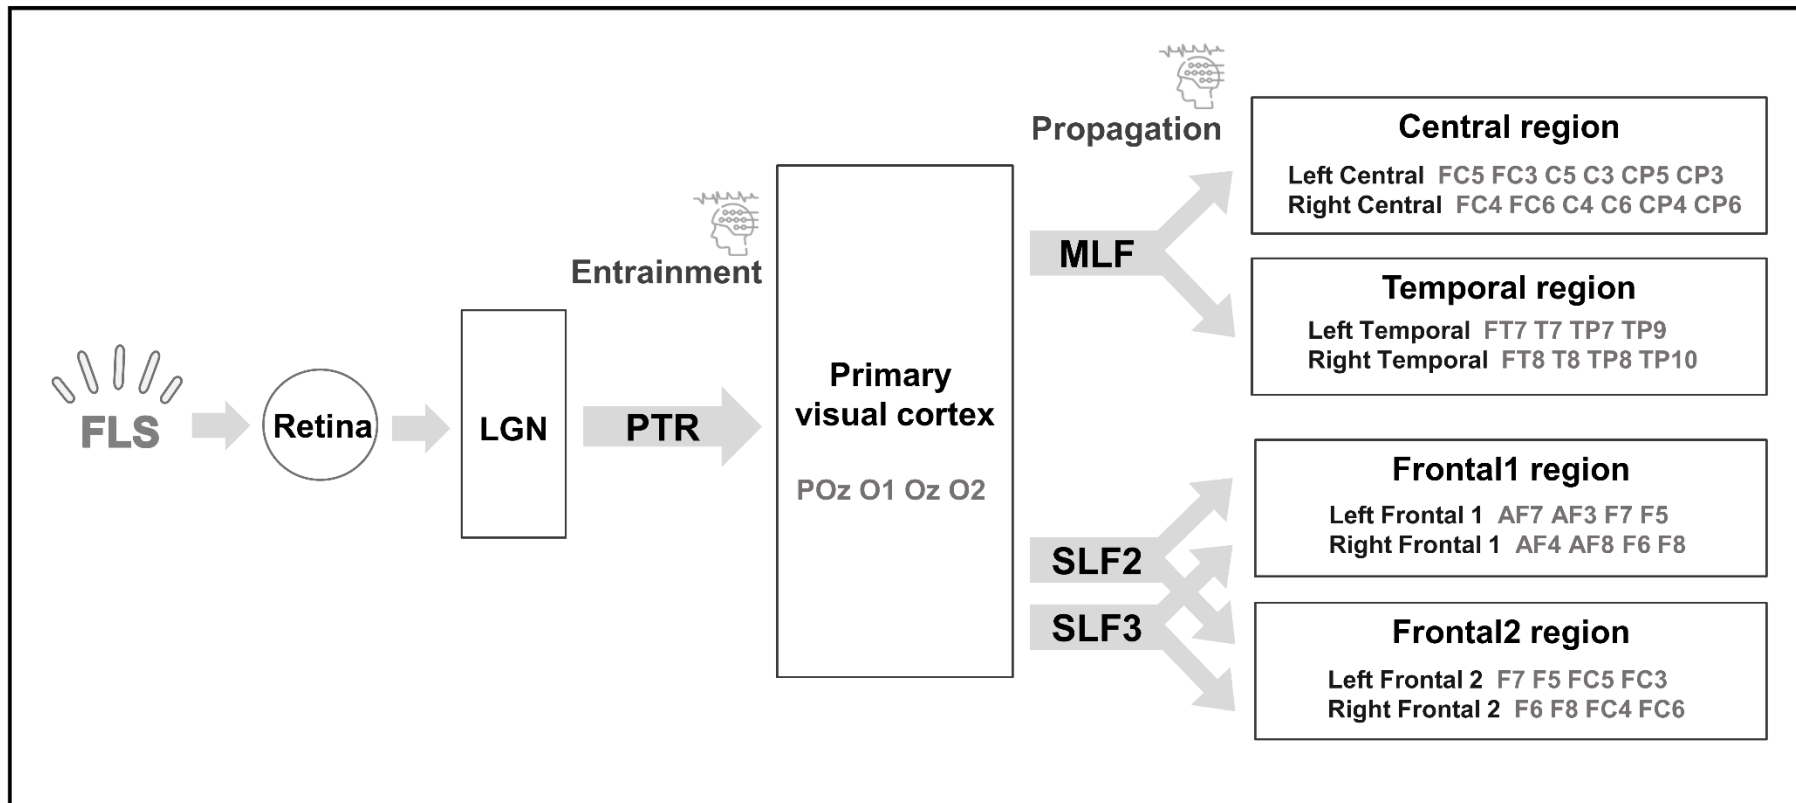 FLS
Retina
LGN
PTR
Entrainment
Primary
visual cortex
POz O1 Oz O2
Propagation
MLF
SLF2
SLF3
Central region
Left Central FC5 FC3 C5 C3 CP5 CP3
Right Central FC4 FC6 C4 C6 CP4 CP6
Temporal region
Left Temporal FT7 T7 TP7 TP9
Right Temporal FT8 T8 TP8 TP10
Frontal1 region
Left Frontal 1 AF7 AF3 F7 F5
Right Frontal 1 AF4 AF8 F6 F8
Frontal2 region
Left Frontal 2 F7 F5 FC5 FC3
Right Frontal 2 F6 F8 FC4 FC6